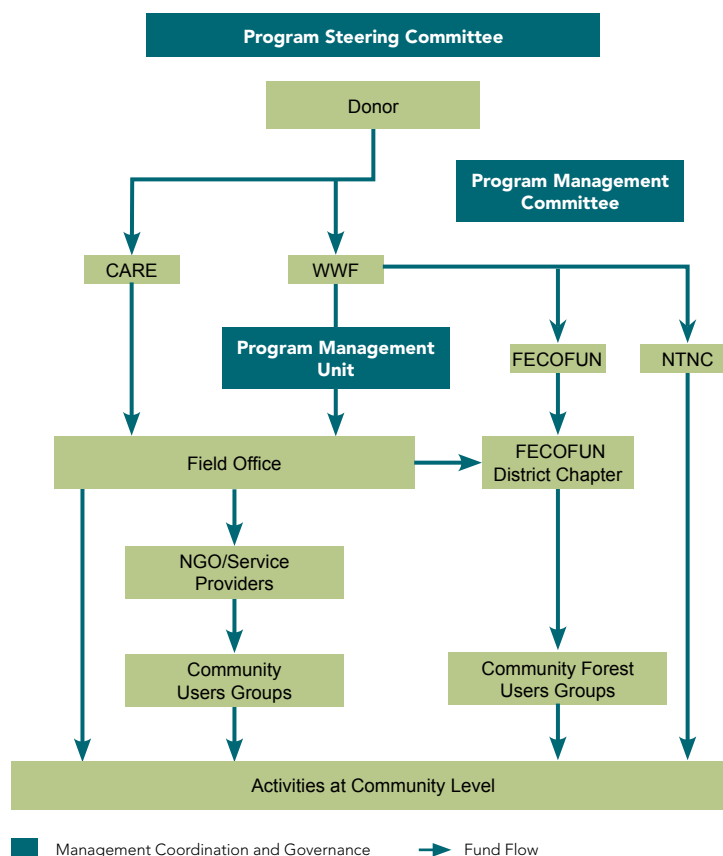 Program Steering Committee
Donor
Program Management
Committee
CARE
WWF
Program Management
Unit
FECOFUN
NTNC
Field Office
FECOFUN
District Chapter
NGO/Service
Providers
Community
Users Groups
Community Forest
Users Groups
Activities at Community Level
Management Coordination and Governance
Fund Flow